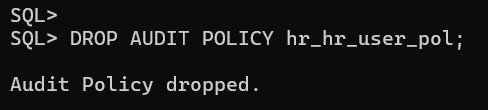 SQL>
SQL> DROP AUDIT POLICY hr_hr_user_pol;
Audit Policy dropped.